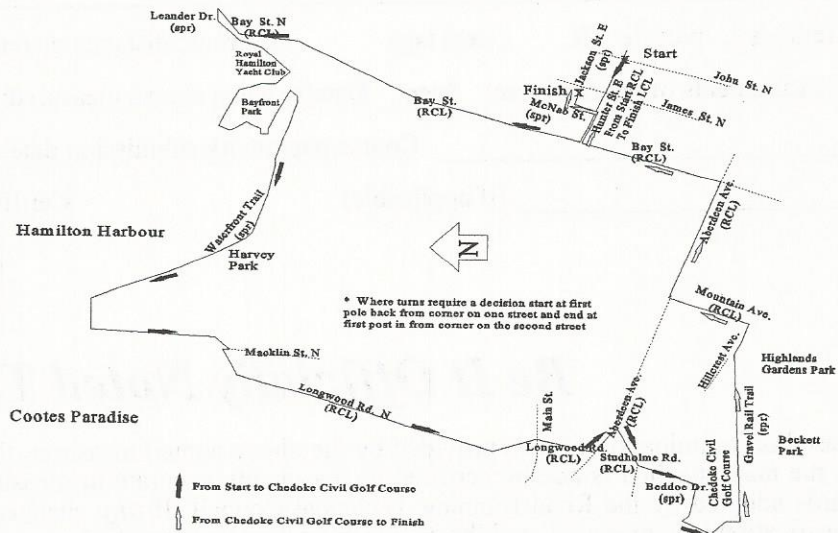 Leander Dr.
(spr)
Bay St. N
(RCL)
Royal
Hamilton
Yacht Club
Bayfront
Park
Bay St.
(RCL)
Jackson St. E
(spr)
Start
John St. N
Finish x
McNab St.
(spr)
Hunter St. E
From Start RCL
To Finish LCL
James St. N
Bay St.
(RCL)
Aberdeen Ave.
(RCL)
Hamilton Harbour
Waterfront Trail
(spr)
Harvey
Park
N
* Where turns require a decision start at first
pole back from corner on one street and end at
first post in from corner on the second street
Mountain Ave.
(RCL)
Hillcrest Ave.
Highlands
Gardens Park
Macklin St. N
Longwood Rd. N
(RCL)
Cootes Paradise
Main St.
Aberdeen Ave.
(RCL)
Longwood Rd.
(RCL)
Studholme Rd.
(RCL)
Beddoe Dr.
(spr)
Chedoke Civil
Golf Course
Gravel Rail Trail
(spr)
Beckett
Park
From Start to Chedoke Civil Golf Course
From Chedoke Civil Golf Course to Finish